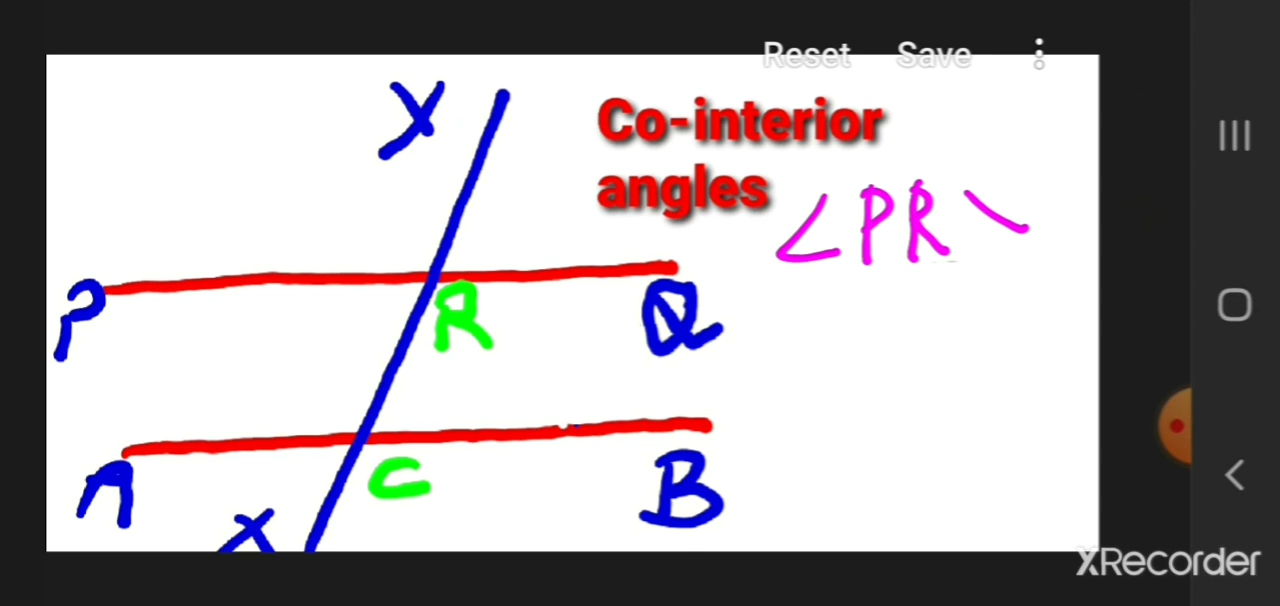 Reset Save
Y
Co-interior
angles
<PR
P
R
Q
A
C
B
X
XRecorder